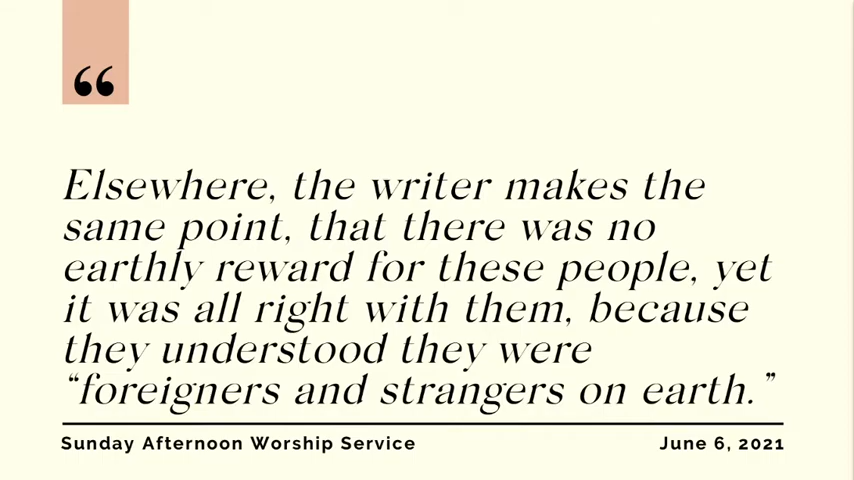 “
Elsewhere, the writer makes the
same point, that there was no
earthly reward for these people, yet
it was all right with them, because
they understood they were
“foreigners and strangers on earth.”
Sunday Afternoon Worship Service
June 6, 2021